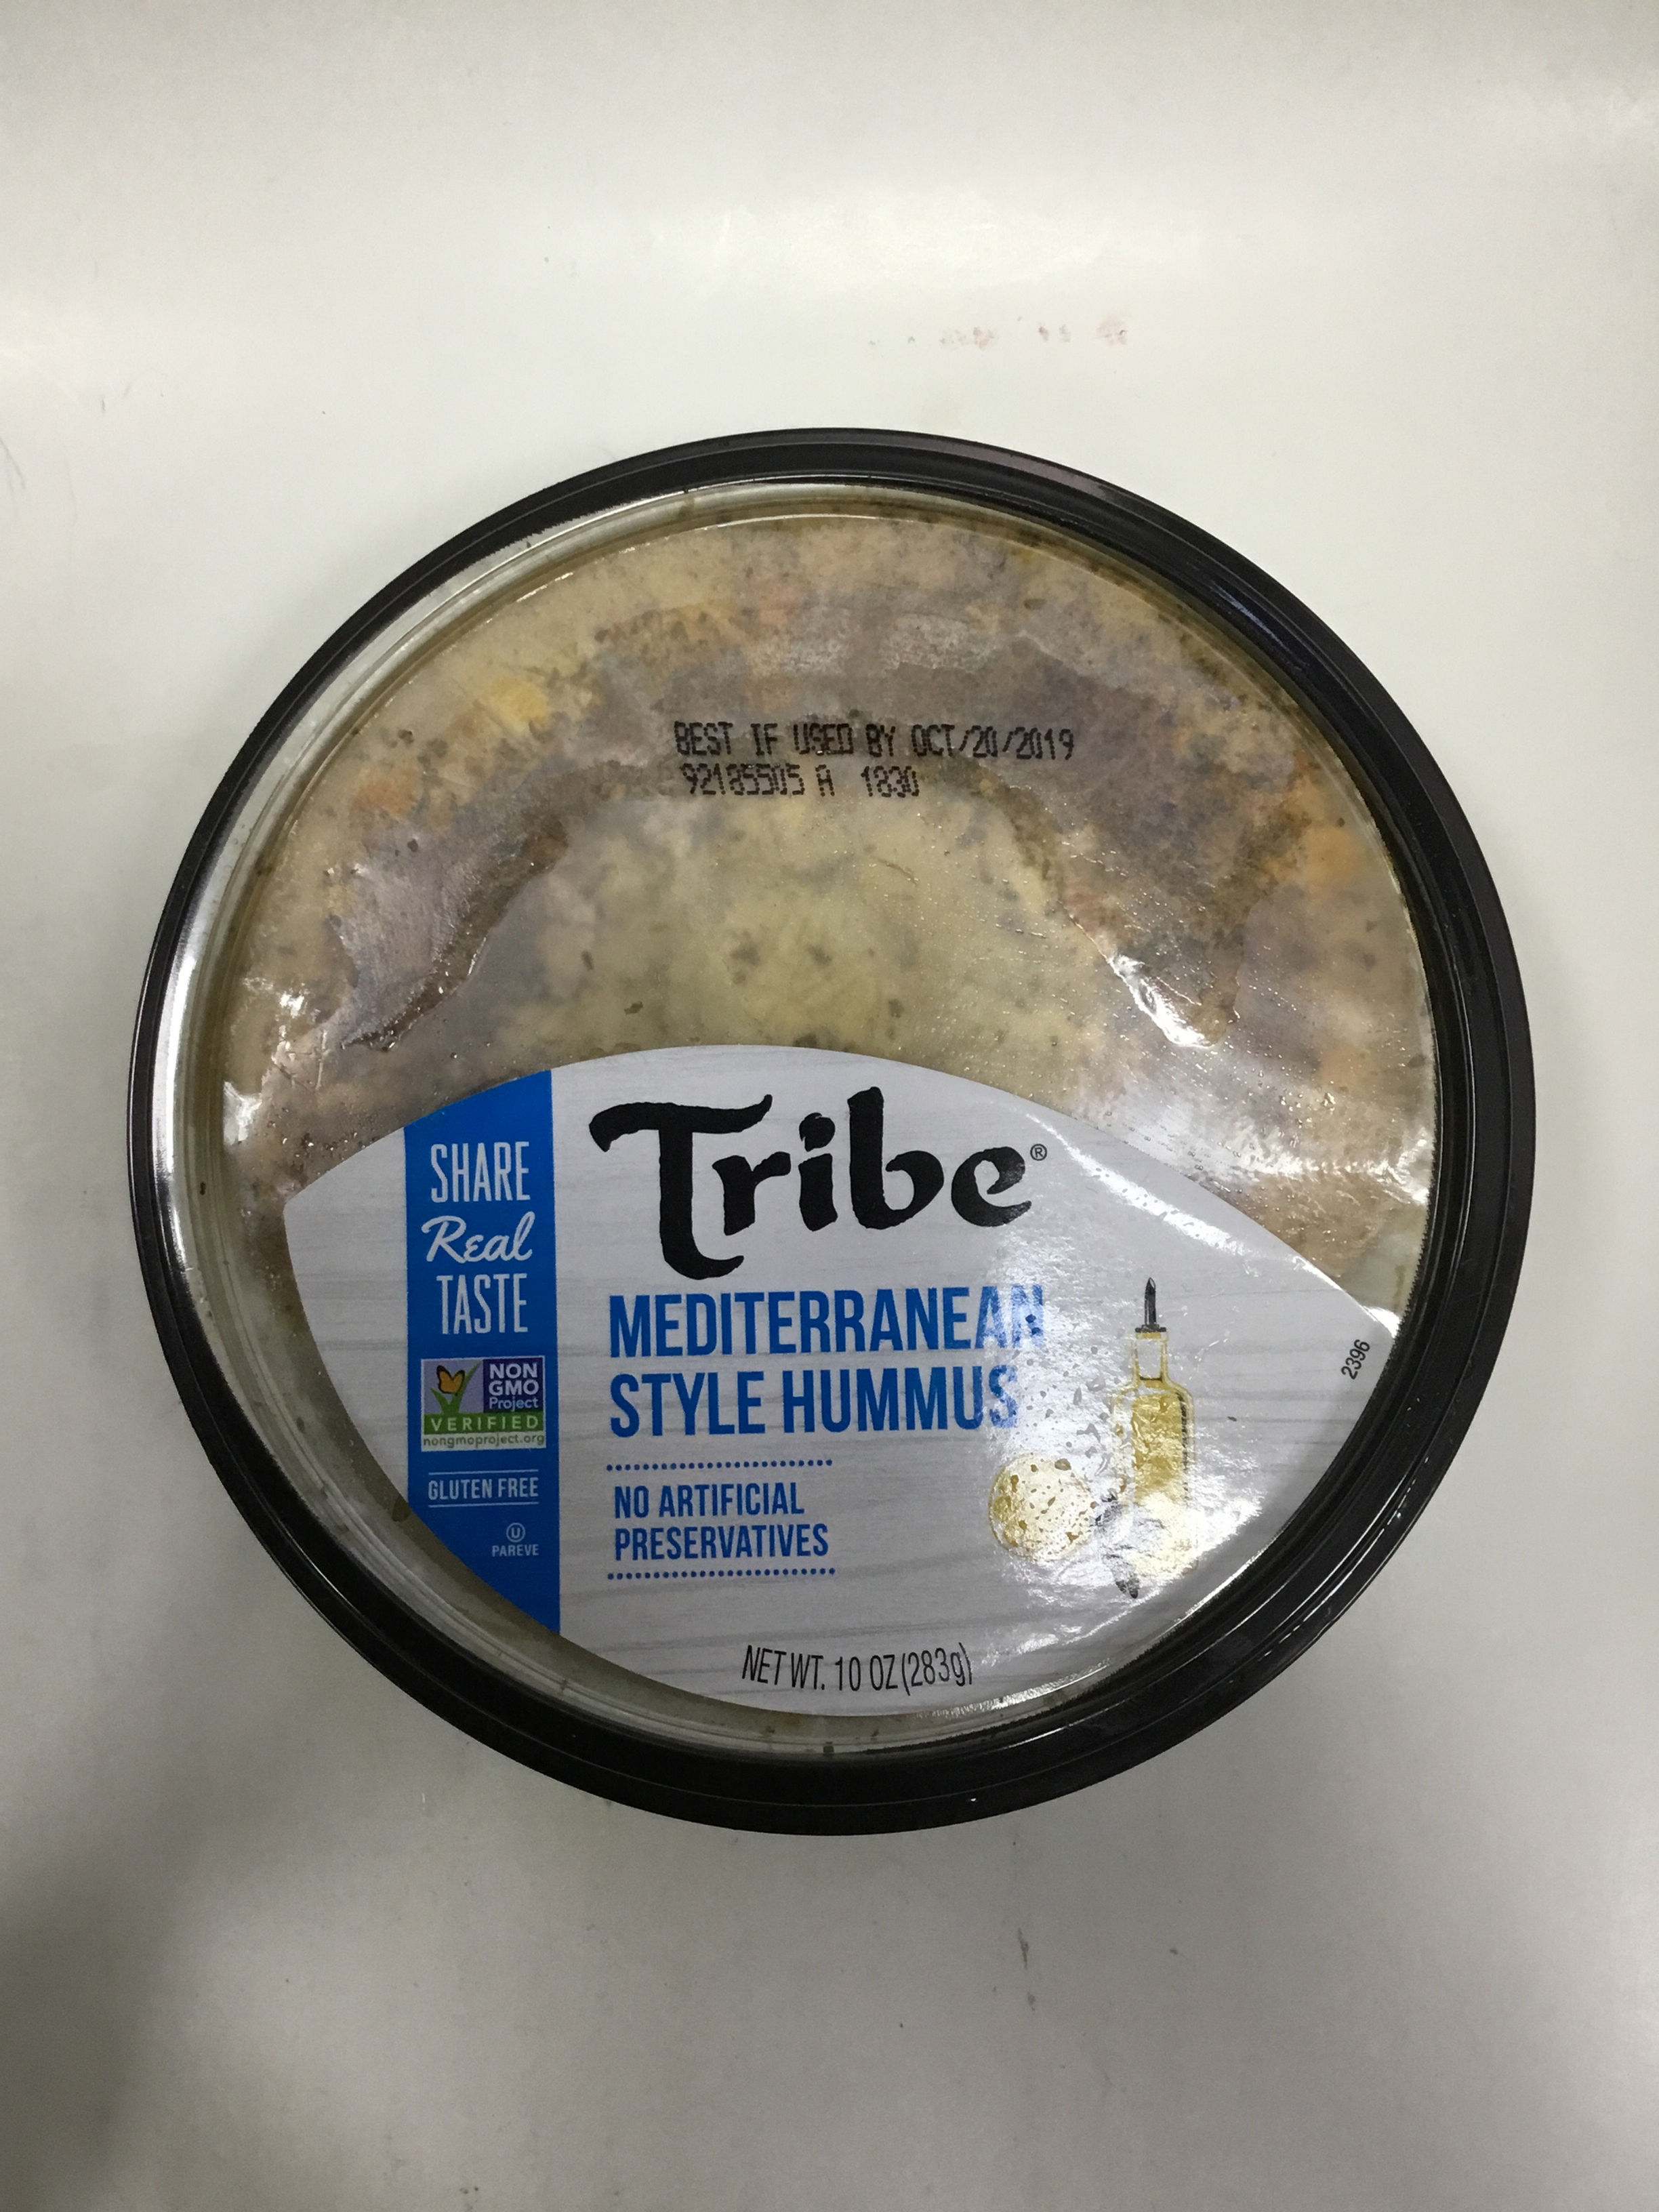 BEST IF USED BY OCT/20/2019
92185505 A 1830
SHARE
Real
TASTE
NON
GMO
Project
VERIFIED
nongmoproject.org
GLUTEN FREE
U
PAREVE
Tribe®
MEDITERRANEAN
STYLE HUMMUS
NO ARTIFICIAL
PRESERVATIVES
NET WT. 10 OZ (283g)
2396